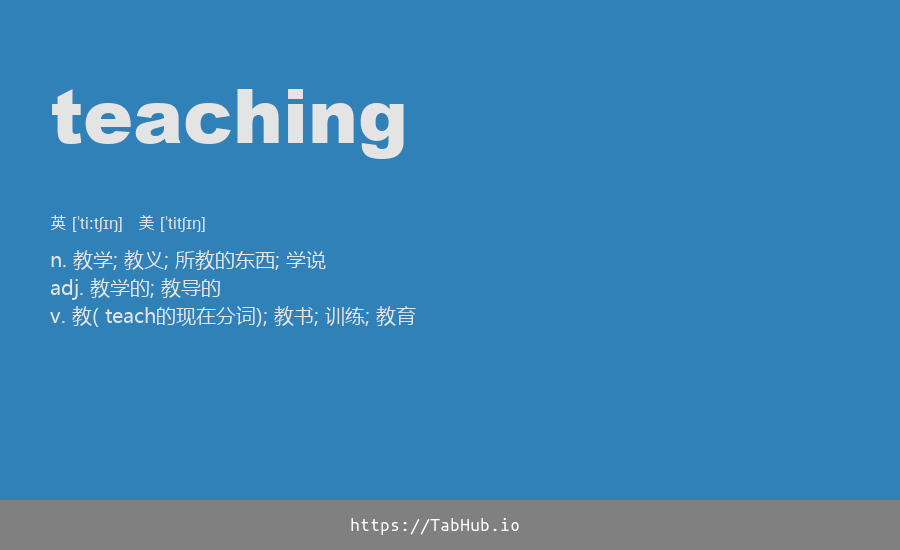 teaching
英 [ˈtiːtʃɪŋ] 美 [ˈtitʃɪŋ]
n. 教学; 教义; 所教的东西; 学说
adj. 教学的; 教导的
v. 教( teach的现在分词); 教书; 训练; 教育
https://TabHub.io